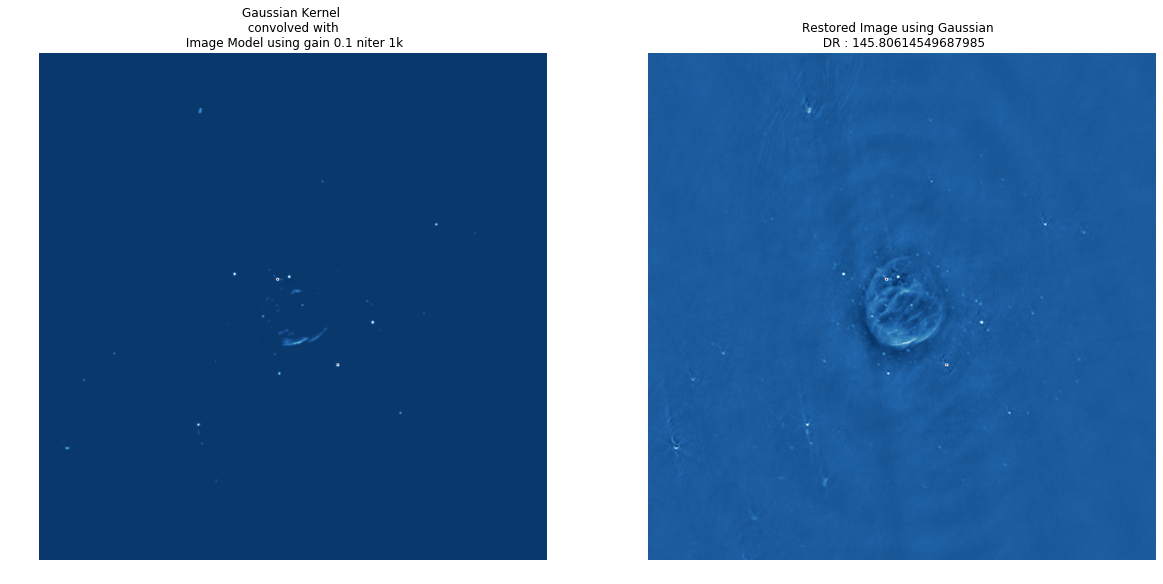 Gaussian Kernel
convolved with
Image Model using gain 0.1 niter 1k
Restored Image using Gaussian
DR : 145.80614549687985